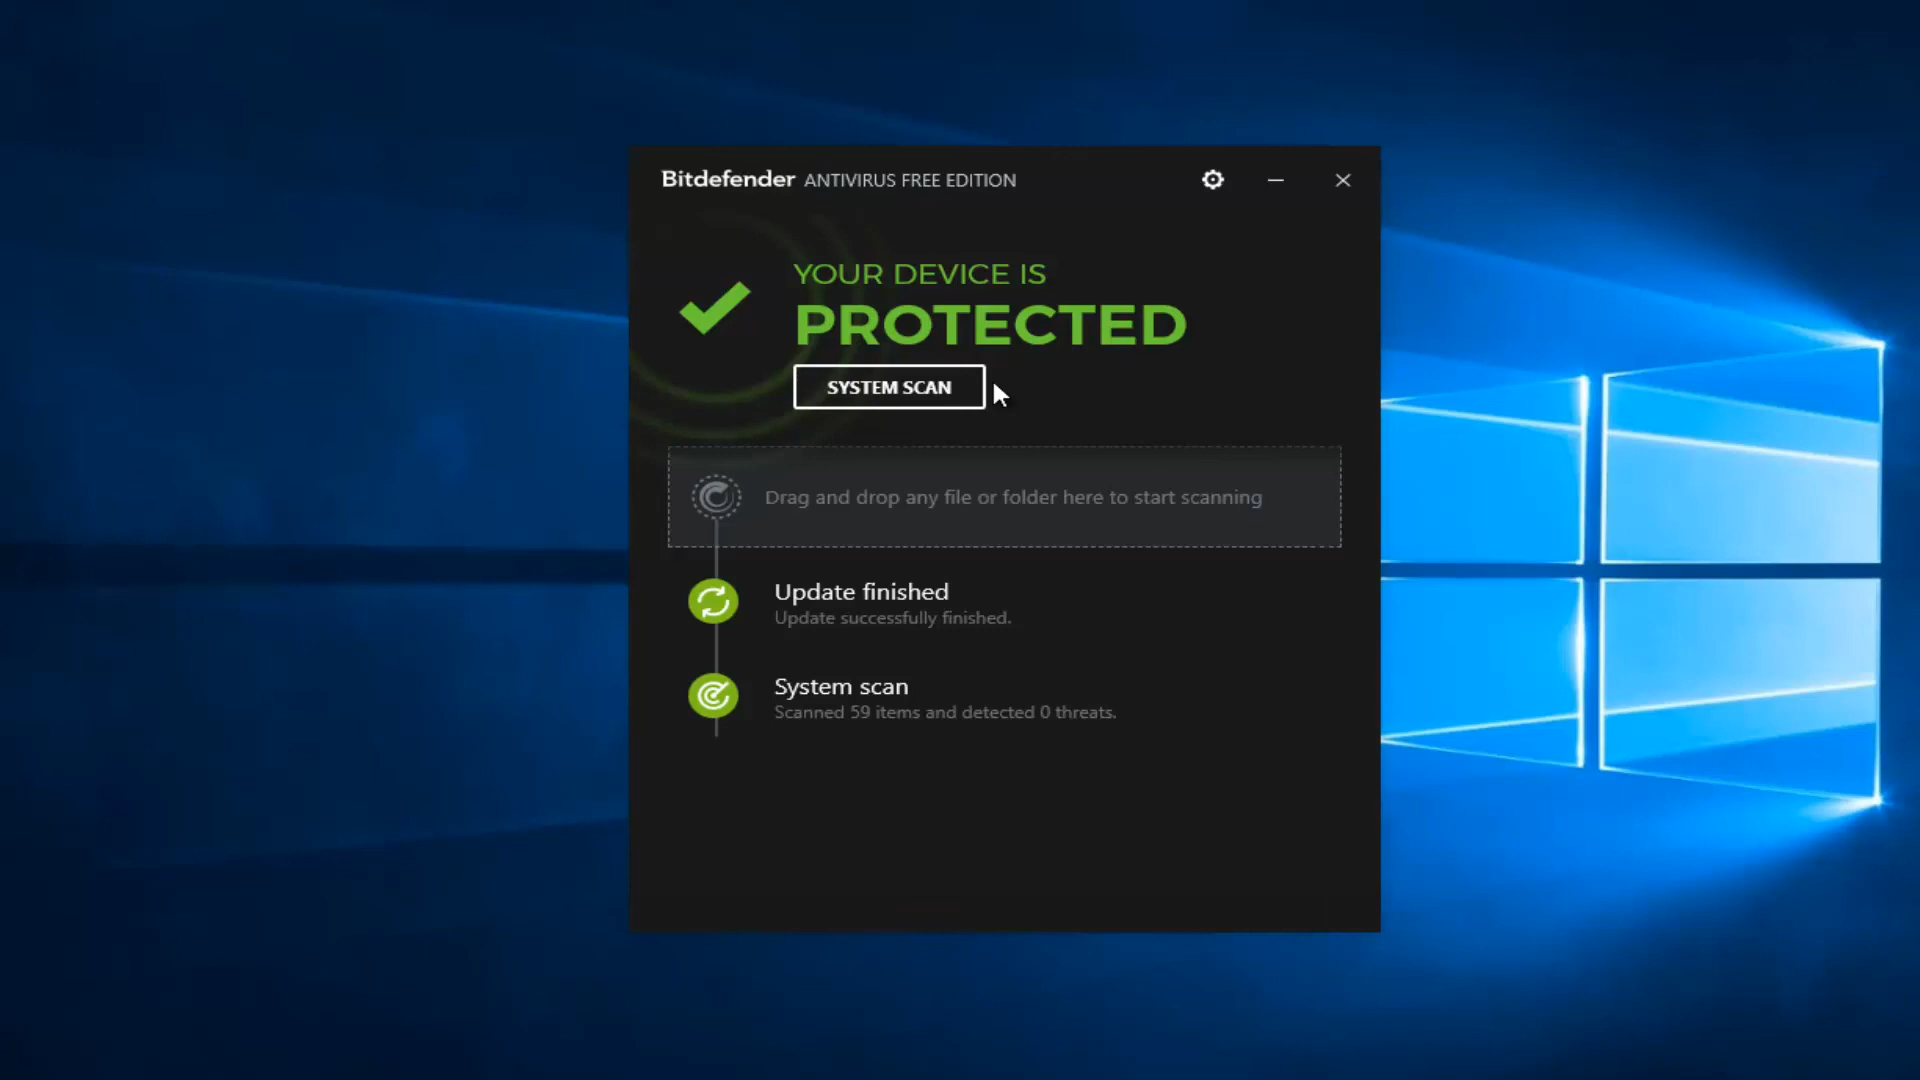 Bitdefender ANTIVIRUS FREE EDITION
YOUR DEVICE IS
PROTECTED
SYSTEM SCAN
Drag and drop any file or folder here to start scanning
Update finished
Update successfully finished.
System scan
Scanned 59 items and detected 0 threats.